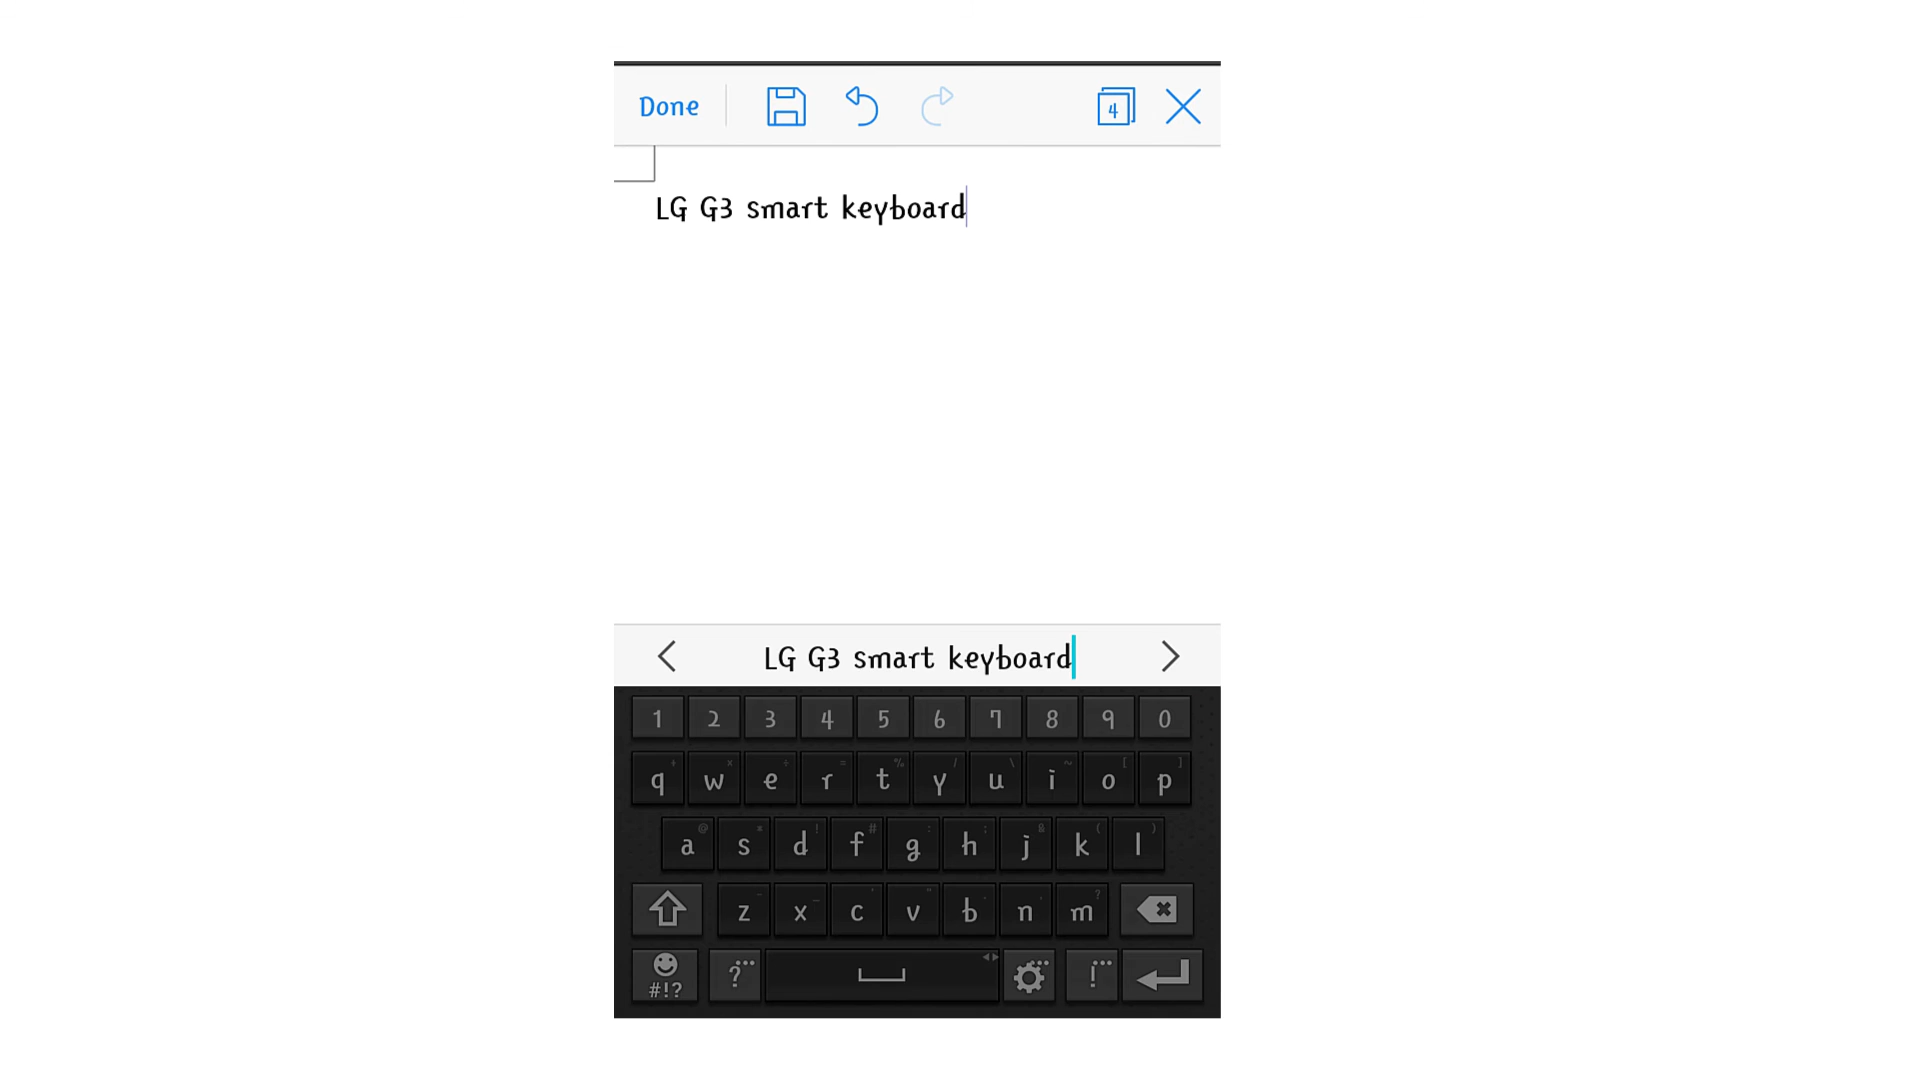 Done 4
LG G3 smart keyboard
LG G3 smart keyboard
1 2 3 4 5 6 7 8 9 0
q w e r t y u i o p
a s d f g h j k l
z x c v b n m
#!? ? !